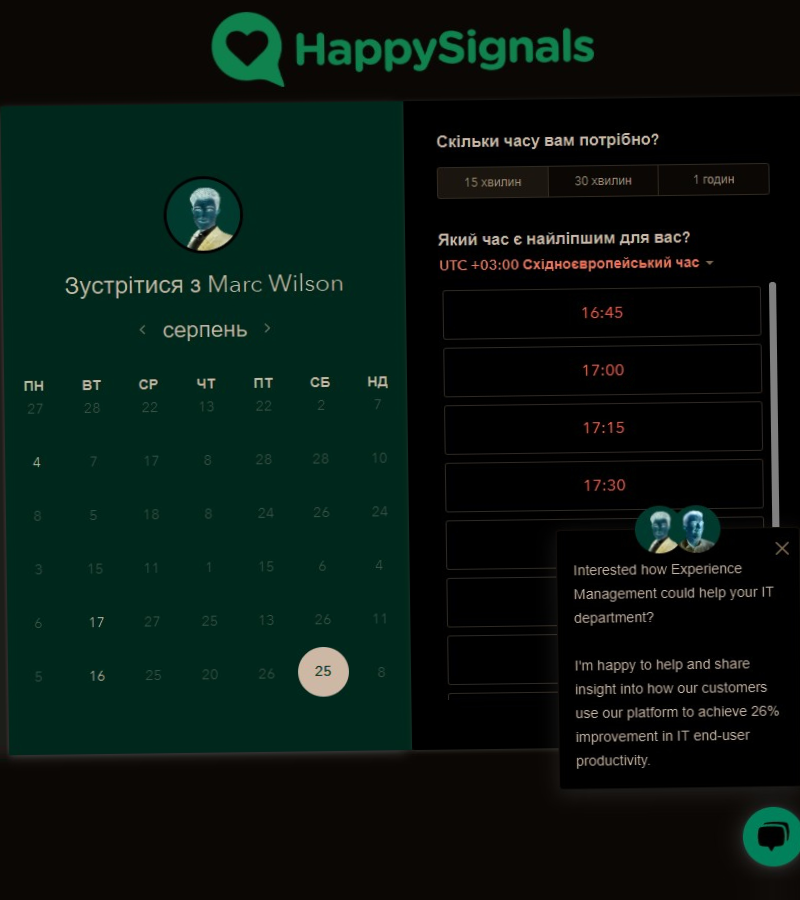 HappySignals
Зустрітися з Marc Wilson
серпень
ПН ВТ СР ЧТ ПТ СБ НД
27 28 22 13 22 2 7
4 7 17 8 28 28 10
8 5 18 8 24 26 24
3 15 11 1 15 6 4
6 17 27 25 13 26 11
5 16 25 20 26 25 8
Скільки часу вам потрібно?
15 хвилин 30 хвилин 1 годин
Який час є найліпшим для вас?
UTC +03:00 Східноєвропейський час
16:45
17:00
17:15
17:30
Interested how Experience
Management could help your IT
department?
I'm happy to help and share
insight into how our customers
use our platform to achieve 26%
improvement in IT end-user
productivity.